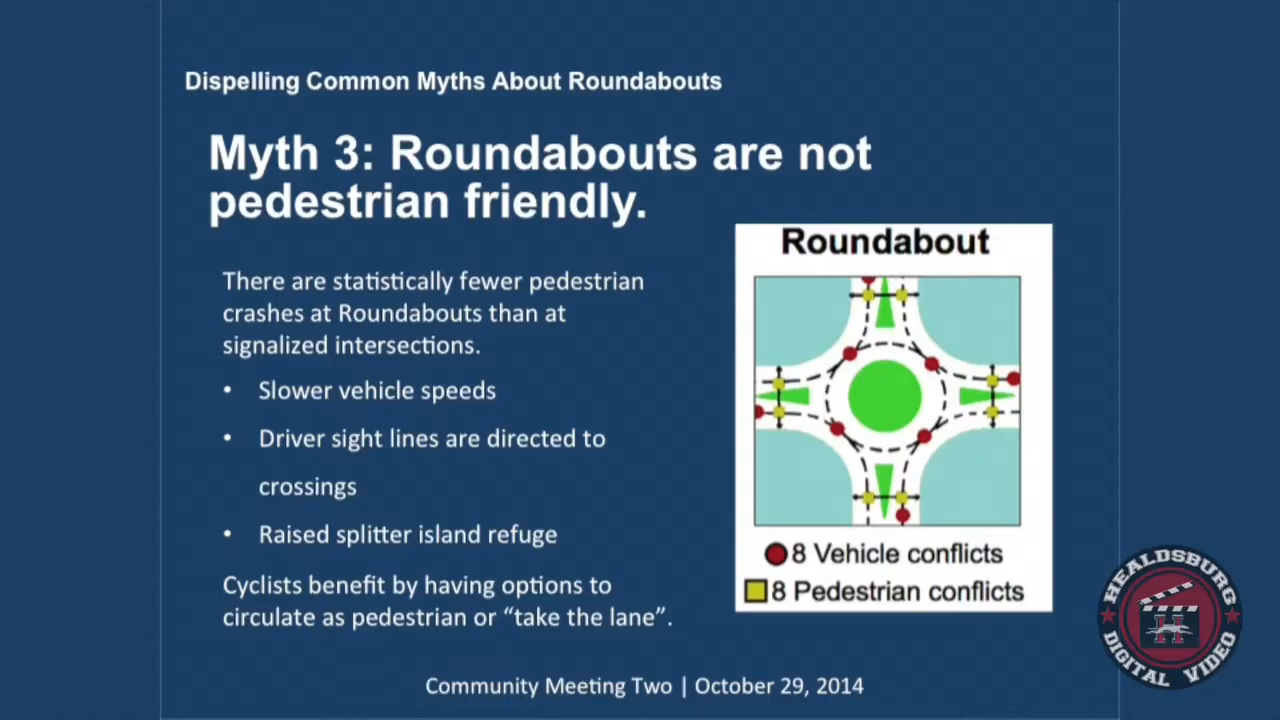 Dispelling Common Myths About Roundabouts
Myth 3: Roundabouts are not
pedestrian friendly.
There are statistically fewer pedestrian
crashes at Roundabouts than at
signalized intersections.
• Slower vehicle speeds
• Driver sight lines are directed to
crossings
• Raised splitter island refuge
Cyclists benefit by having options to
circulate as pedestrian or “take the lane”.
Roundabout
8 Vehicle conflicts
8 Pedestrian conflicts
Community Meeting Two | October 29, 2014
HEALDSBURG
H
DIGITAL VIDEO